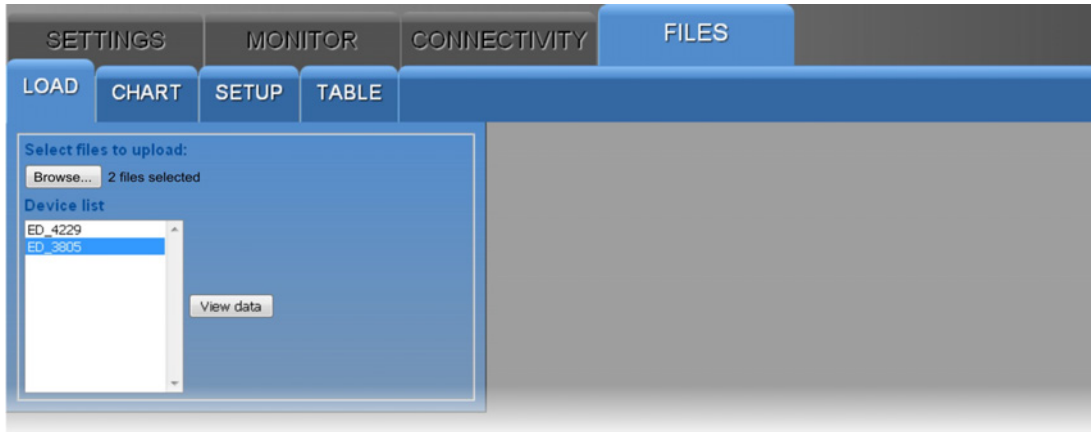 SETTINGS MONITOR CONNECTIVITY FILES
LOAD CHART SETUP TABLE
Select files to upload:
Browse... 2 files selected
Device list
ED_4229
ED_3805
View data